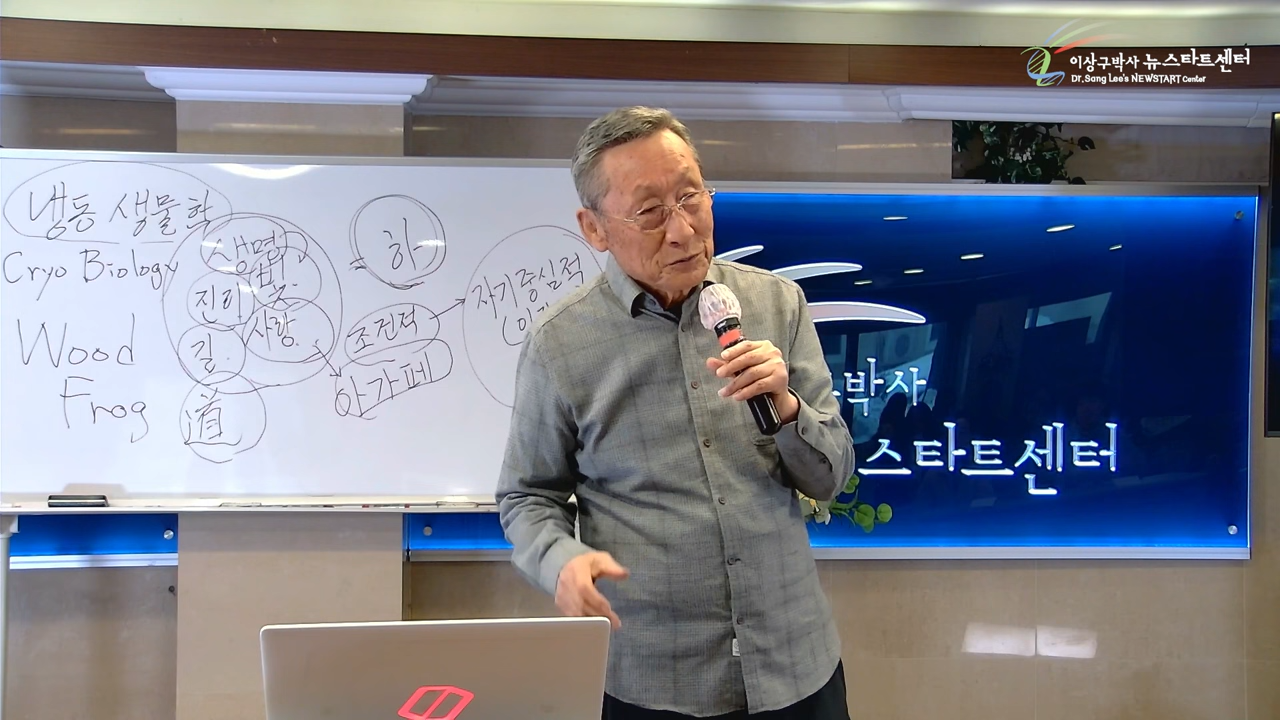 이상구박사 뉴스타트센터
Dr. Sang Lee's NEWSTART Center
냉동 생물학
Cryo Biology
Wood
Frog
생명
진리
사랑
길
道
= 하
조건적
아가페
자기중심적
박사
스타트센터